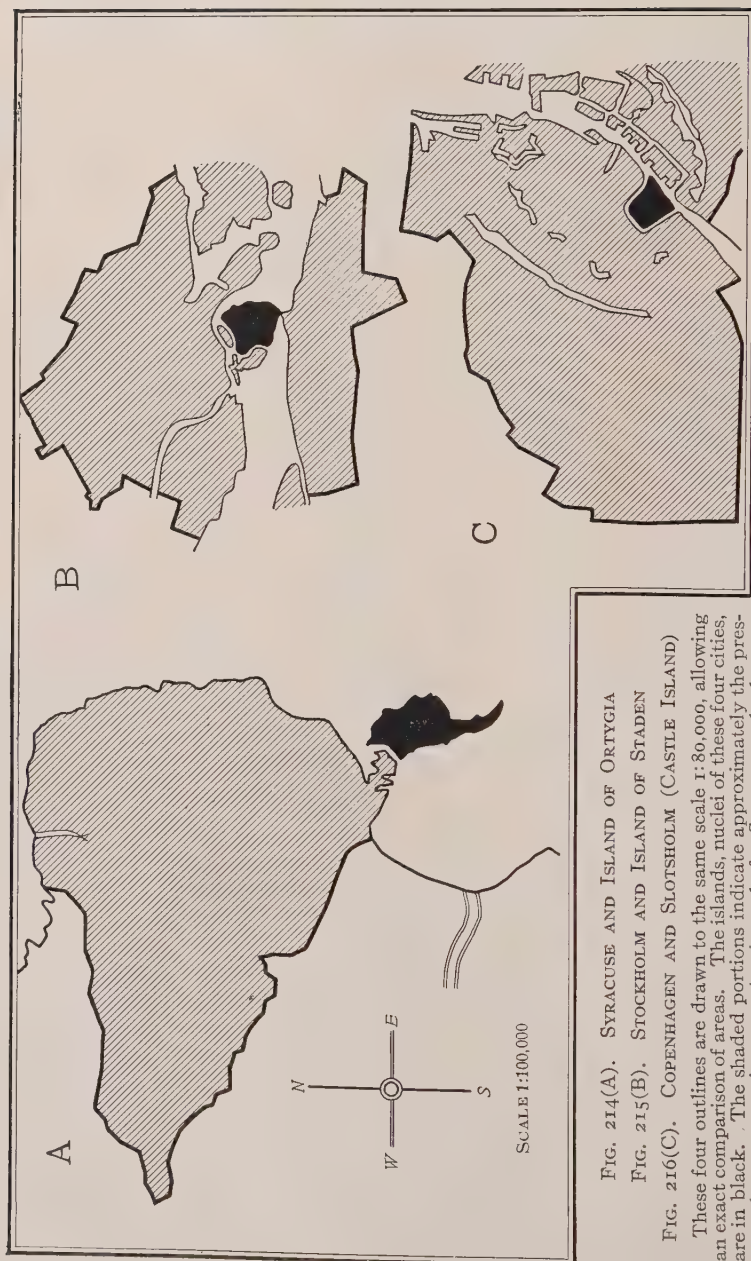 A
B
C
N
W
E
S
SCALE 1:100,000
FIG. 214(A). SYRACUSE AND ISLAND OF ORTYGIA
FIG. 215(B). STOCKHOLM AND ISLAND OF STADEN
FIG. 216(C). COPENHAGEN AND SLOTSHOLM (CASTLE ISLAND)
These four outlines are drawn to the same scale 1:80,000, allowing
an exact comparison of areas. The islands, nuclei of these four cities,
are in black. The shaded portions indicate approximately the pres-